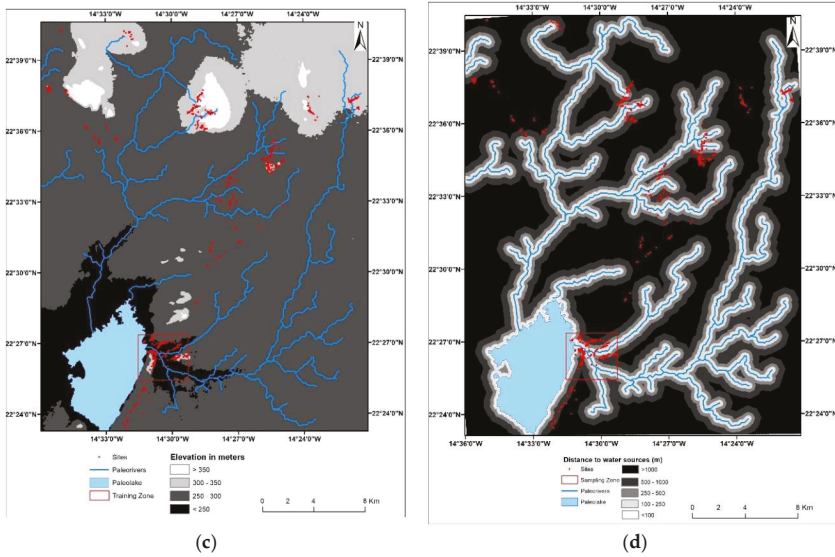 14°33'0"N 14°30'0"N 14°27'0"N 14°24'0"N
N
22°39'0"N
22°36'0"N
22°33'0"N
22°30'0"N
22°27'0"N
22°24'0"N
22°39'0"N
22°36'0"N
22°33'0"N
22°30'0"N
22°27'0"N
22°24'0"N
14°33'0"N 14°30'0"N 14°27'0"N 14°24'0"N
Sites
Paleorivers
Paleolake
Training Zone
Elevation in meters
> 350
300 - 350
250 - 300
< 250
0 2 4 8 Km
(c)
14°33'0"N 14°30'0"N 14°27'0"N 14°24'0"N
N
22°39'0"N
22°36'0"N
22°33'0"N
22°30'0"N
22°27'0"N
22°24'0"N
22°39'0"N
22°36'0"N
22°33'0"N
22°30'0"N
22°27'0"N
22°24'0"N
14°36'0"N 14°33'0"N 14°30'0"N 14°27'0"N 14°24'0"N
Sites
Sampling Zone
Paleorivers
Paleolake
Distance to water sources (m)
>1000
500 - 1000
250 - 500
100 - 250
<100
0 2 4 8 Km
(d)